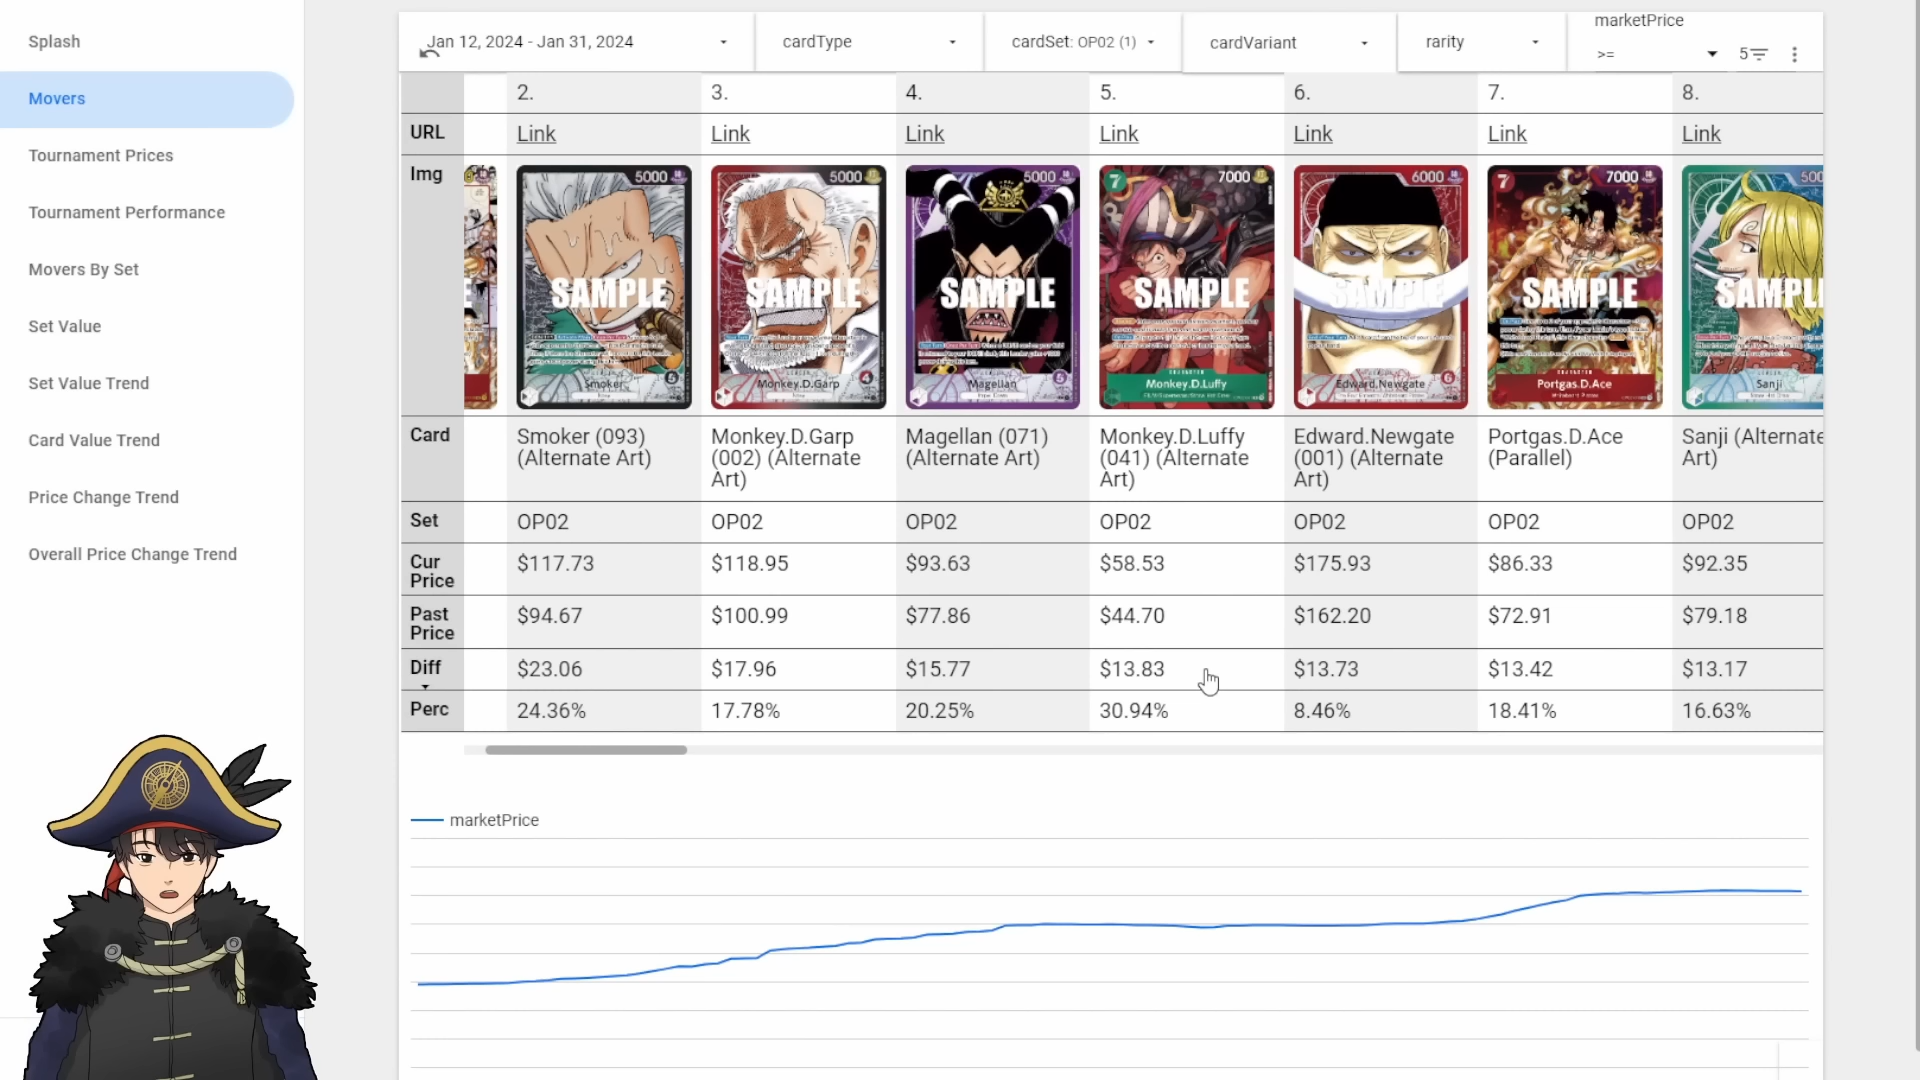 Splash
Movers
Tournament Prices
Tournament Performance
Movers By Set
Set Value
Set Value Trend
Card Value Trend
Price Change Trend
Overall Price Change Trend
Jan 12, 2024 - Jan 31, 2024
cardType
cardSet: OP02 (1)
cardVariant
rarity
marketPrice
>=
5
2. 3. 4. 5. 6. 7. 8.
URL Link Link Link Link Link Link Link
Img
5000 5000 5000 7 7000 6000 7 7000 500
SAMPLE SAMPLE SAMPLE SAMPLE SAMPLE SAMPLE SAMPL
Smoker 5 Monkey.D.Garp 4 Magellan 5 Monkey.D.Luffy Edward.Newgate 6 Portgas.D.Ace Sanji
Card
Smoker (093)
(Alternate Art)
Monkey.D.Garp
(002) (Alternate
Art)
Magellan (071)
(Alternate Art)
Monkey.D.Luffy
(041) (Alternate
Art)
Edward.Newgate
(001) (Alternate
Art)
Portgas.D.Ace
(Parallel)
Sanji (Alternate
Art)
Set OP02 OP02 OP02 OP02 OP02 OP02 OP02
Cur
Price
$117.73 $118.95 $93.63 $58.53 $175.93 $86.33 $92.35
Past
Price
$94.67 $100.99 $77.86 $44.70 $162.20 $72.91 $79.18
Diff $23.06 $17.96 $15.77 $13.83 $13.73 $13.42 $13.17
Perc 24.36% 17.78% 20.25% 30.94% 8.46% 18.41% 16.63%
marketPrice